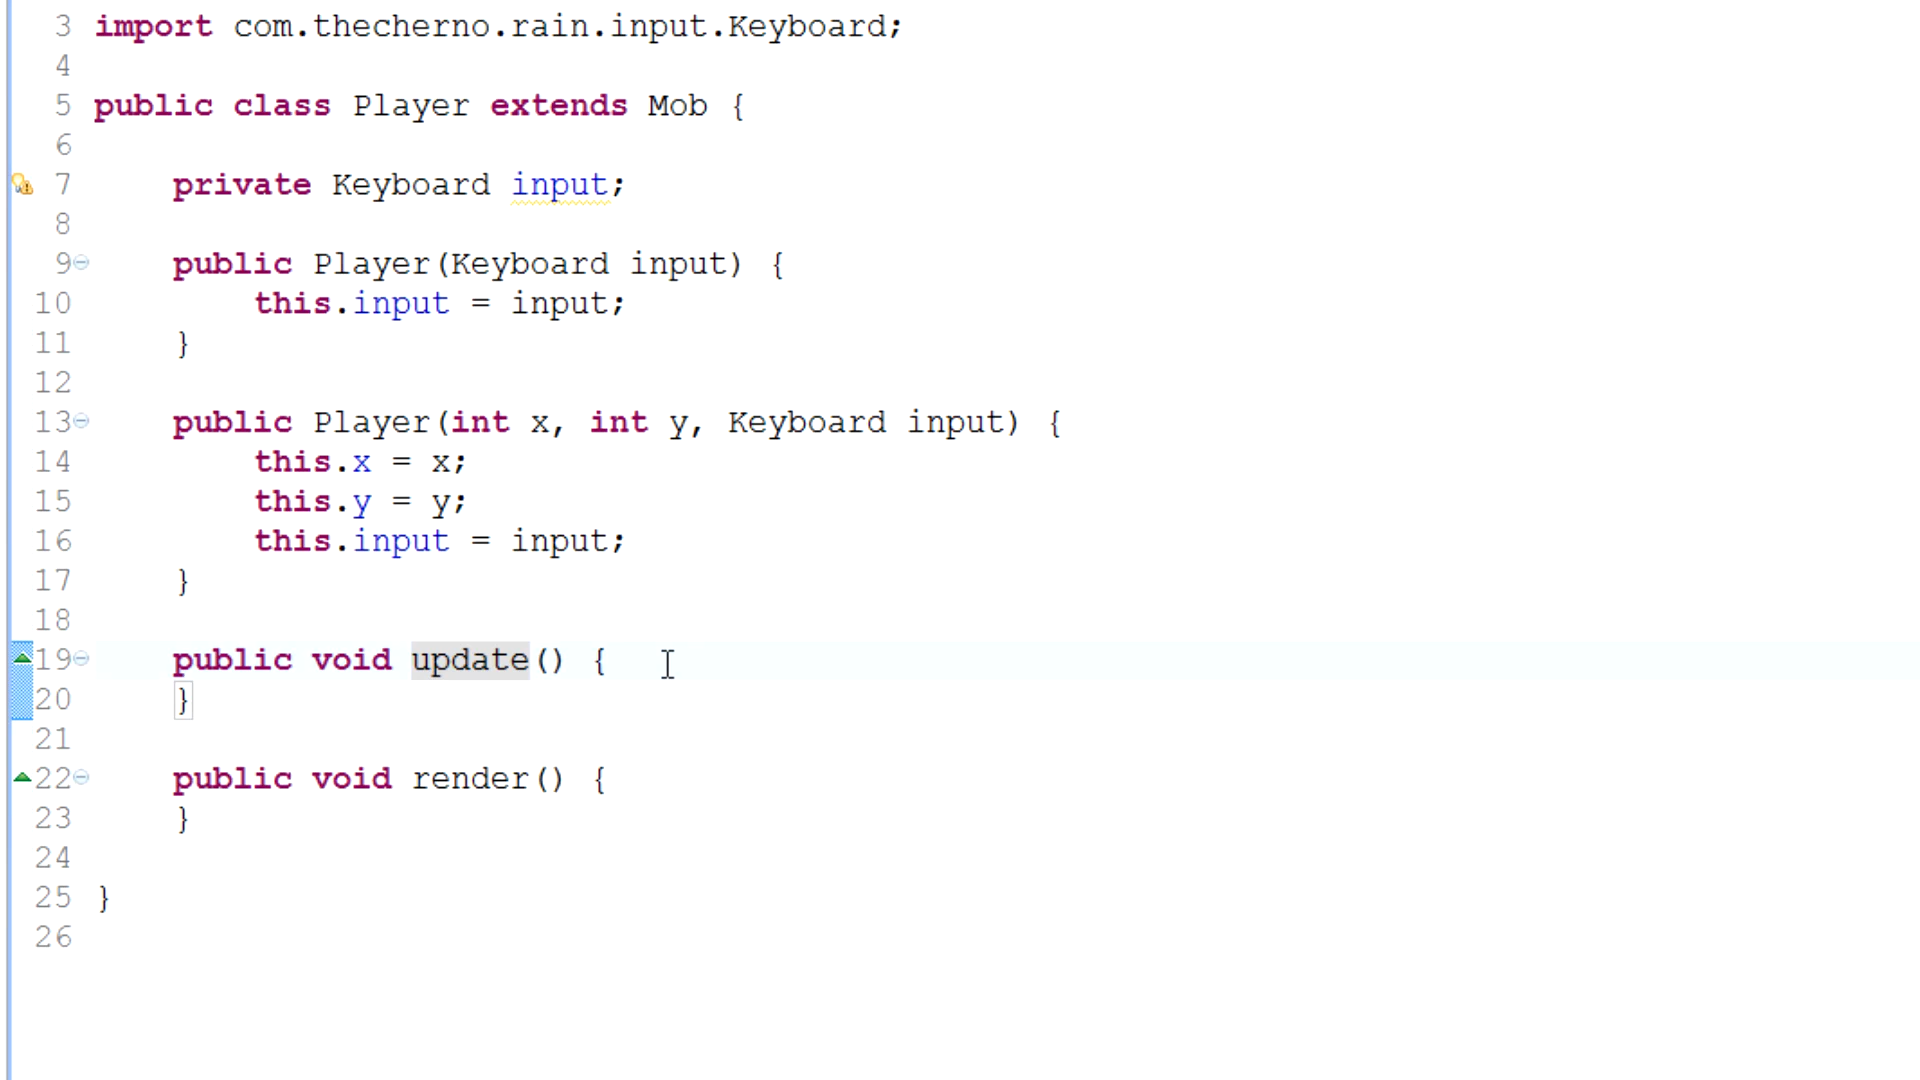 3 import com.thecherno.rain.input.Keyboard;
4
5 public class Player extends Mob {
6
7 private Keyboard input;
8
9 public Player(Keyboard input) {
10 this.input = input;
11 }
12
13 public Player(int x, int y, Keyboard input) {
14 this.x = x;
15 this.y = y;
16 this.input = input;
17 }
18
19 public void update() {
20 }
21
22 public void render() {
23 }
24
25 }
26